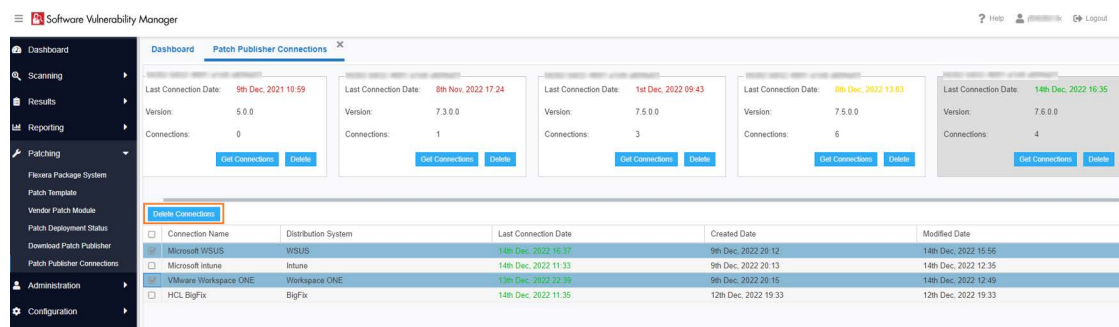 Software Vulnerability Manager
Help
Logout
Dashboard
Scanning
Results
Reporting
Patching
Flexera Package System
Patch Template
Vendor Patch Module
Patch Deployment Status
Download Patch Publisher
Patch Publisher Connections
Administration
Configuration
Dashboard Patch Publisher Connections
Last Connection Date: 9th Dec, 2021 10:59
Version: 5.0.0
Connections: 0
Get Connections Delete
Last Connection Date: 8th Nov, 2022 17:24
Version: 7.3.0.0
Connections: 1
Get Connections Delete
Last Connection Date: 1st Dec, 2022 09:43
Version: 7.5.0.0
Connections: 3
Get Connections Delete
Last Connection Date: 8th Dec, 2022 13:03
Version: 7.5.0.0
Connections: 6
Get Connections Delete
Last Connection Date: 14th Dec, 2022 16:35
Version: 7.6.0.0
Connections: 4
Get Connections Delete
Delete Connections
Connection Name Distribution System Last Connection Date Created Date Modified Date
Microsoft WSUS WSUS 14th Dec, 2022 16:37 9th Dec, 2022 20:12 14th Dec, 2022 15:56
Microsoft intune Intune 14th Dec, 2022 11:33 9th Dec, 2022 20:13 14th Dec, 2022 12:35
VMware Workspace ONE Workspace ONE 13th Dec, 2022 22:39 9th Dec, 2022 20:15 14th Dec, 2022 12:49
HCL BigFix BigFix 14th Dec, 2022 11:35 12th Dec, 2022 19:33 12th Dec, 2022 19:33